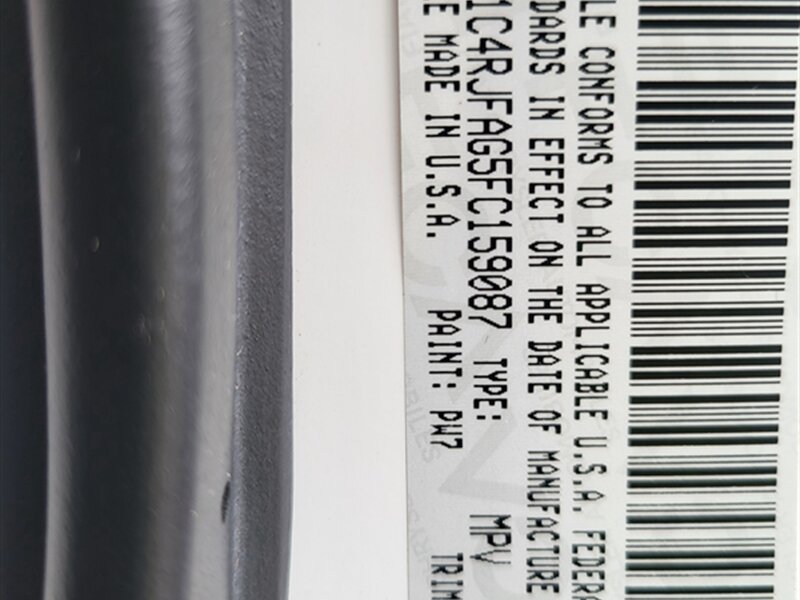 LE CONFORMS TO ALL APPLICABLE U.S.A. FEDERA
DARDS IN EFFECT ON THE DATE OF MANUFACTURE
1C4RJFAG5FC159087 TYPE: MPV
E MADE IN U.S.A. PAINT: PW7 TRIM